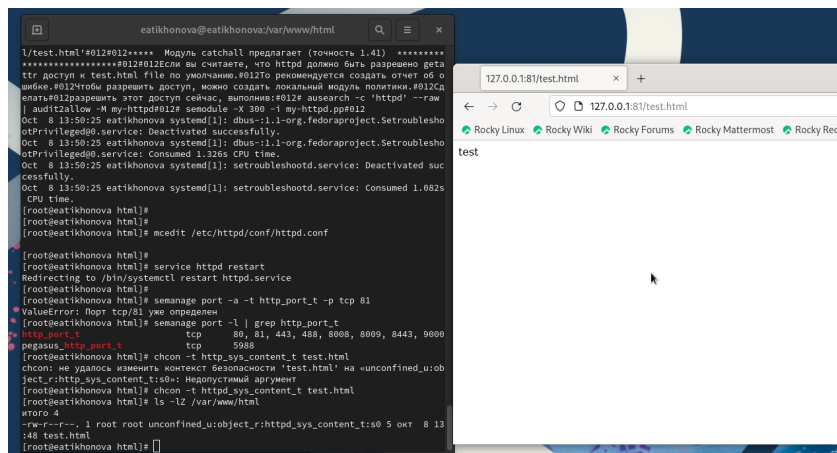 eatikhonova@eatikhonova:/var/www/html
l/test.html'#012#012***** Модуль catchall предлагает (точность 1.41) *********
******************#012#012Если вы считаете, что httpd должно быть разрешено geta
ttr доступ к test.html file по умолчанию.#012То рекомендуется создать отчет об о
шибке.#012Чтобы разрешить доступ, можно создать локальный модуль политики.#012Сд
елать#012разрешить этот доступ сейчас, выполнив:#012# ausearch -c 'httpd' --raw
| audit2allow -M my-httpd#012# semodule -X 300 -i my-httpd.pp#012
Oct  8 13:50:25 eatikhonova systemd[1]: dbus-:1.1-org.fedoraproject.Setroublesho
otPrivileged@0.service: Deactivated successfully.
Oct  8 13:50:25 eatikhonova systemd[1]: dbus-:1.1-org.fedoraproject.Setroublesho
otPrivileged@0.service: Consumed 1.326s CPU time.
Oct  8 13:50:25 eatikhonova systemd[1]: setroubleshootd.service: Deactivated suc
cessfully.
Oct  8 13:50:25 eatikhonova systemd[1]: setroubleshootd.service: Consumed 1.082s
 CPU time.
[root@eatikhonova html]#
[root@eatikhonova html]#
[root@eatikhonova html]# mcedit /etc/httpd/conf/httpd.conf
[root@eatikhonova html]#
[root@eatikhonova html]# service httpd restart
Redirecting to /bin/systemctl restart httpd.service
[root@eatikhonova html]#
[root@eatikhonova html]# semanage port -a -t http_port_t -p tcp 81
ValueError: Порт tcp/81 уже определен
[root@eatikhonova html]# semanage port -l | grep http_port_t
http_port_t                    tcp      80, 81, 443, 488, 8008, 8009, 8443, 9000
pegasus_http_port_t            tcp      5988
[root@eatikhonova html]# chcon -t http_sys_content_t test.html
chcon: не удалось изменить контекст безопасности 'test.html' на «unconfined_u:ob
ject_r:http_sys_content_t:s0»: Недопустимый аргумент
[root@eatikhonova html]# chcon -t httpd_sys_content_t test.html
[root@eatikhonova html]# ls -lZ /var/www/html
итого 4
-rw-r--r--. 1 root root unconfined_u:object_r:httpd_sys_content_t:s0 5 окт  8 13
:48 test.html
[root@eatikhonova html]#
127.0.0.1:81/test.html
127.0.0.1:81/test.html
Rocky Linux Rocky Wiki Rocky Forums Rocky Mattermost Rocky Red
test